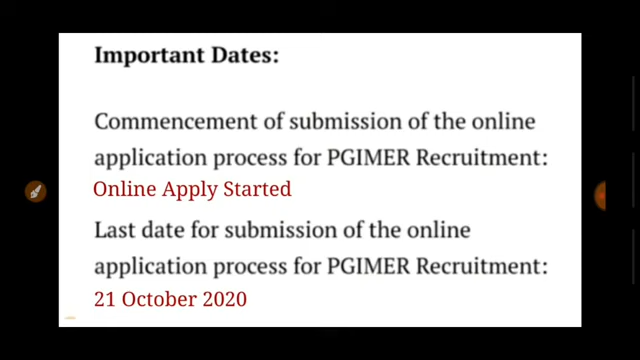 Important Dates:
Commencement of submission of the online
application process for PGIMER Recruitment:
Online Apply Started
Last date for submission of the online
application process for PGIMER Recruitment:
21 October 2020